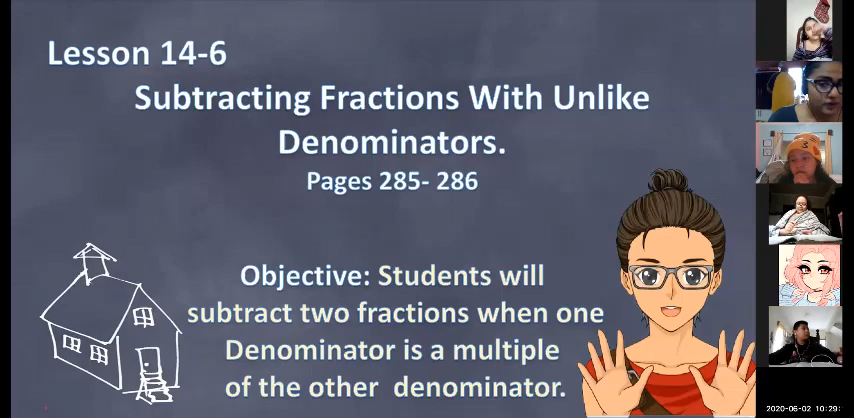 Lesson 14-6
Subtracting Fractions With Unlike
Denominators.
Pages 285- 286
Objective: Students will
subtract two fractions when one
Denominator is a multiple
of the other denominator.
2020-06-02 10:29: